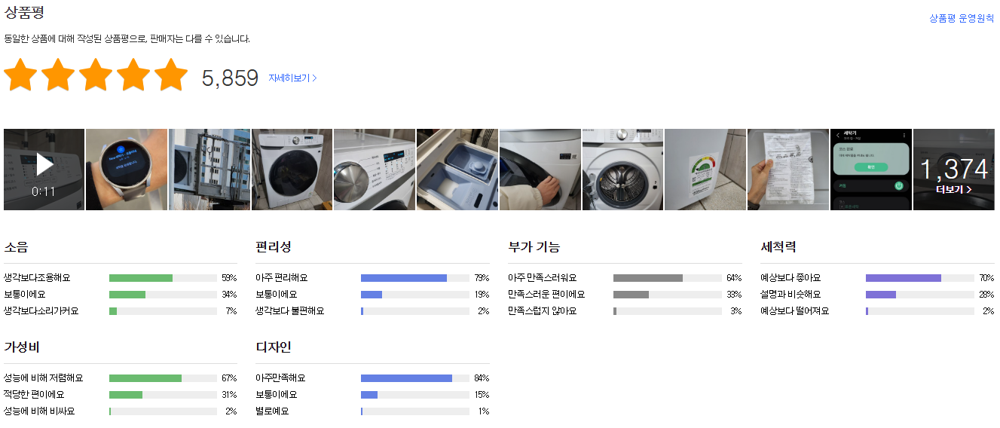 상품평
상품평 운영원칙
동일한 상품에 대해 작성된 상품평으로, 판매자는 다를 수 있습니다.
5,859 자세히보기 >
0:11
세탁기
코스 완료
확인
1,374
더보기 >
소음
생각보다조용해요 59%
보통이에요 34%
생각보다소리가커요 7%
편리성
아주 편리해요 79%
보통이에요 19%
생각보다 불편해요 2%
부가 기능
아주 만족스러워요 64%
만족스러운 편이에요 33%
만족스럽지 않아요 3%
세척력
예상보다 좋아요 70%
설명과 비슷해요 28%
예상보다 떨어져요 2%
가성비
성능에 비해 저렴해요 67%
적당한 편이에요 31%
성능에 비해 비싸요 2%
디자인
아주만족해요 84%
보통이에요 15%
별로예요 1%